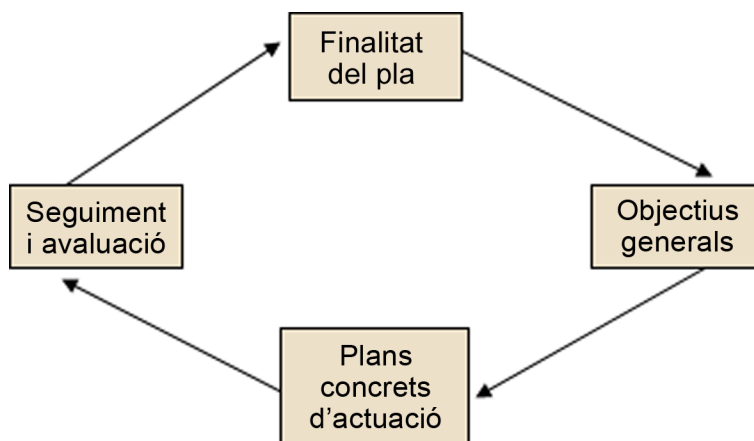 Finalitat
del pla
Seguiment
i avaluació
Objectius
generals
Plans
concrets
d’actuació